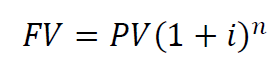 FV = PV(1 + i)ⁿ